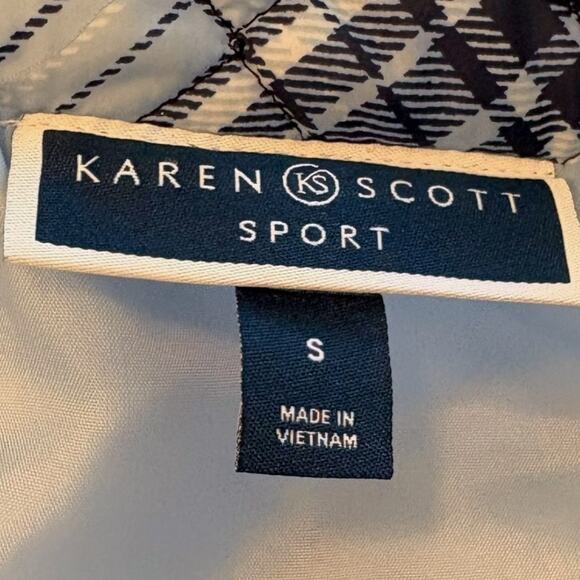 KAREN KS SCOTT
SPORT
S
MADE IN
VIETNAM